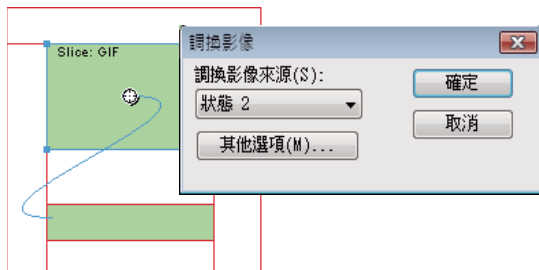 Slice: GIF
調換影像
調換影像來源(S):
狀態 2
其他選項(M)...
確定
取消